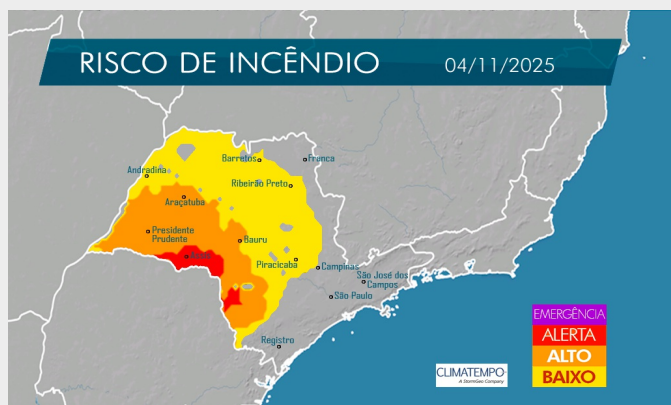 RISCO DE INCÊNDIO
04/11/2025
Barretos
Franca
Andradina
Ribeirão Preto
Araçatuba
Presidente
Prudente
Bauru
Assis
Piracicaba
Campinas
São José dos
Campos
São Paulo
Registro
EMERGÊNCIA
ALERTA
ALTO
BAIXO
CLIMATEMPO
A StormGeo Company